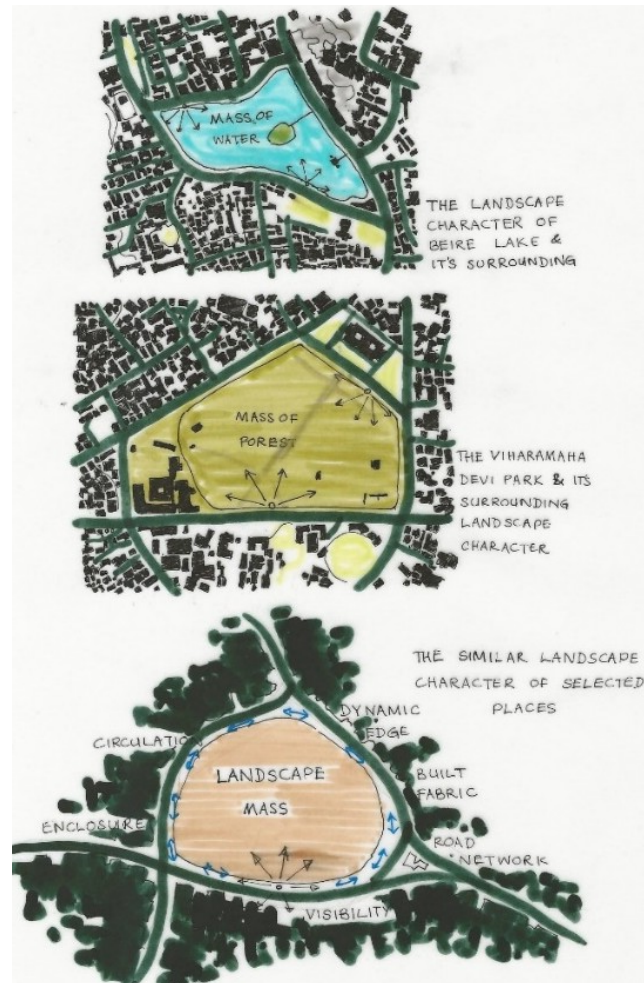 MASS OF
WATER
THE LANDSCAPE
CHARACTER OF
BEIRE LAKE &
IT'S SURROUNDING
MASS OF
FOREST
THE VIHARAMAHA
DEVI PARK & ITS
SURROUNDING
LANDSCAPE
CHARACTER
THE SIMILAR LANDSCAPE
CHARACTER OF SELECTED
PLACES
DYNAMIC
EDGE
CIRCULATIO
LANDSCAPE
MASS
BUILT
FABRIC
ENCLOSURE
ROAD
NETWORK
VISIBILITY